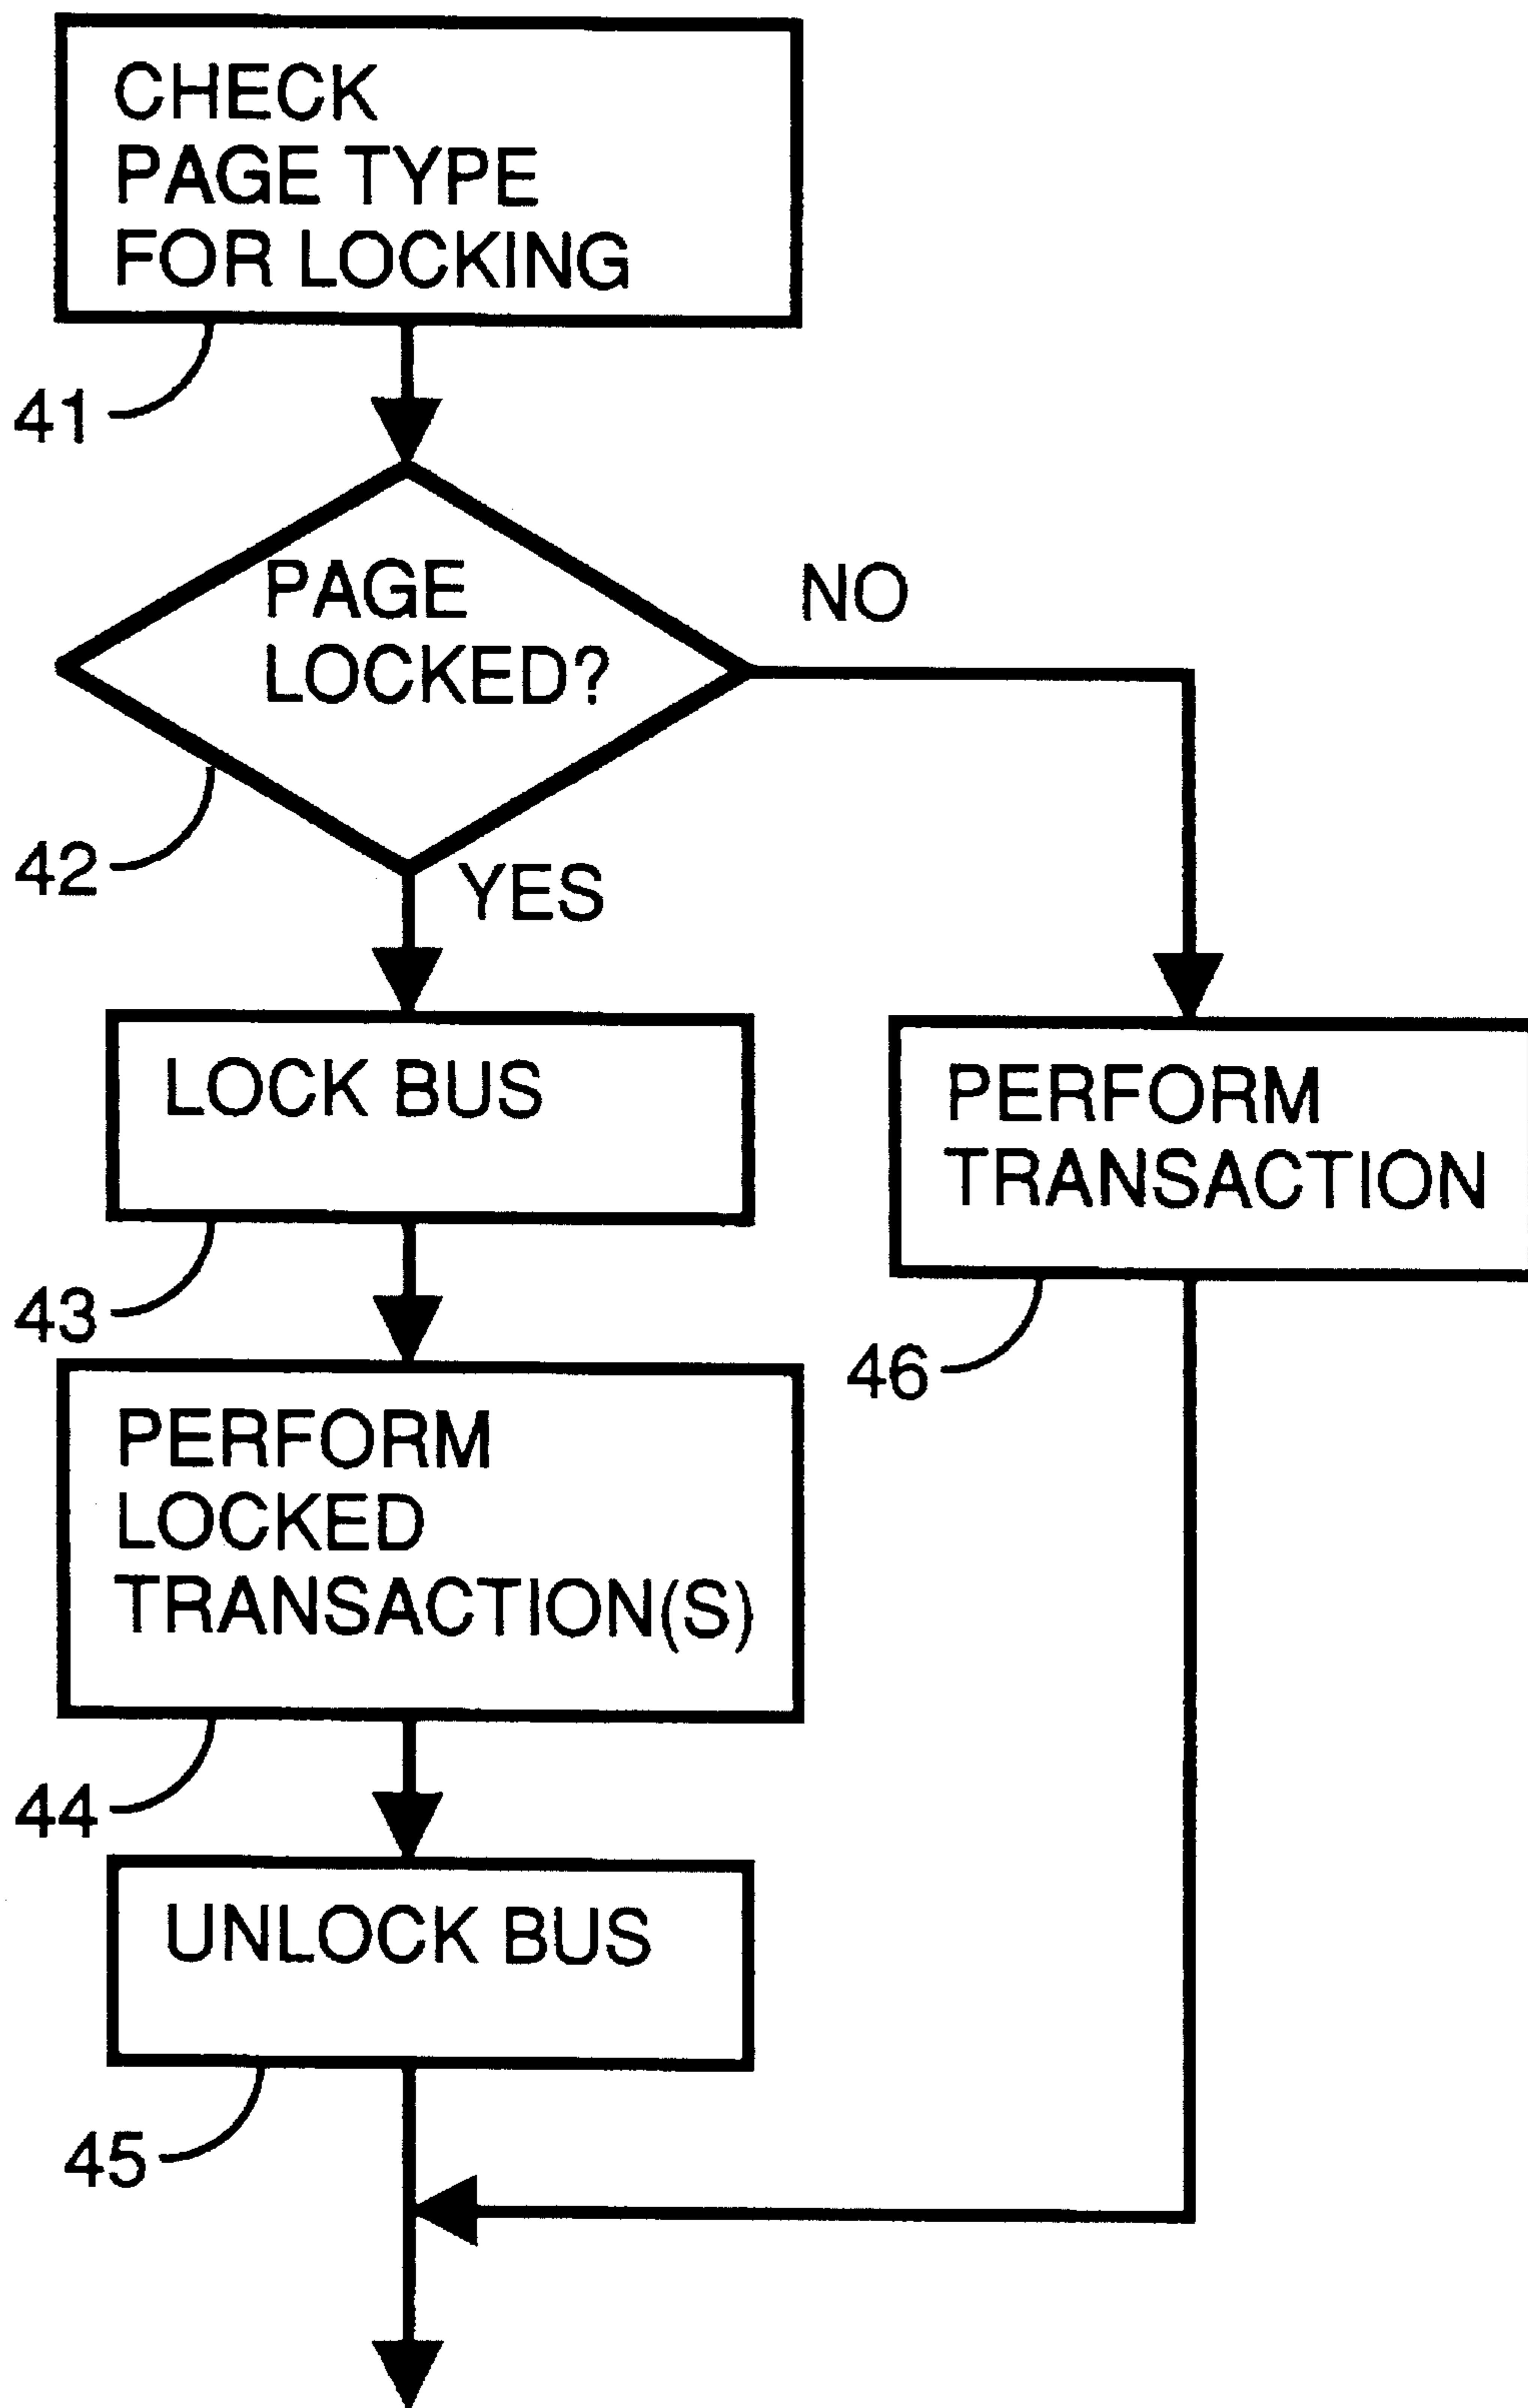 CHECK
PAGE TYPE
FOR LOCKING
41
PAGE
LOCKED?
NO
42
YES
LOCK BUS
43
PERFORM
TRANSACTION
46
PERFORM
LOCKED
TRANSACTION(S)
44
UNLOCK BUS
45